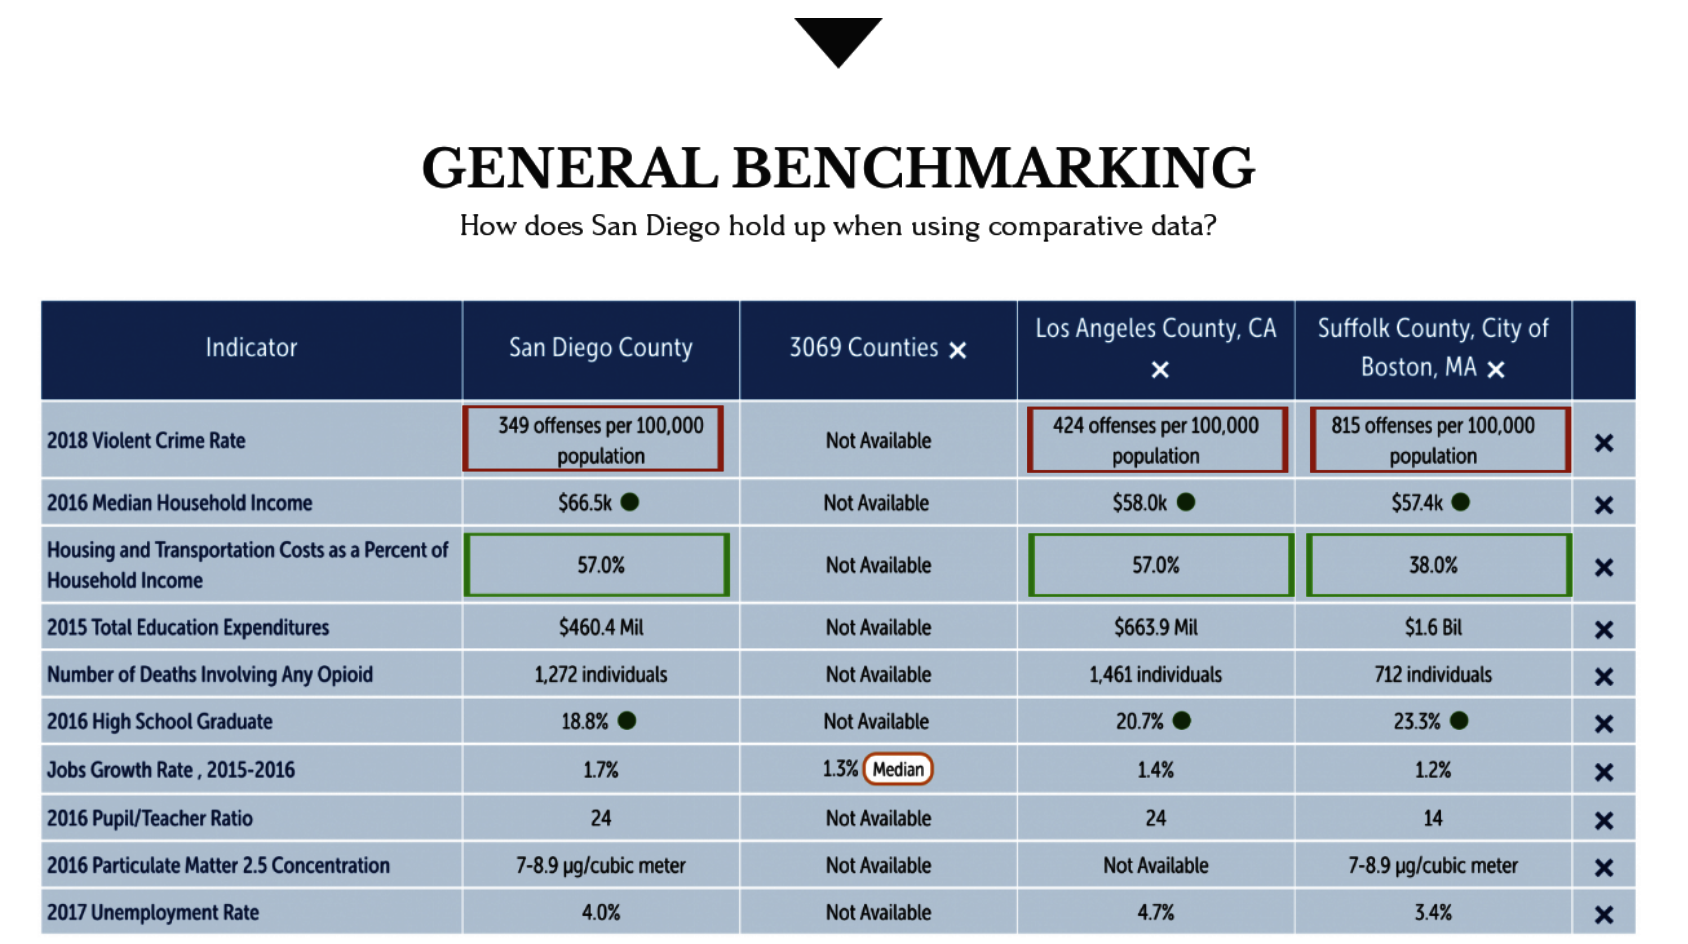 GENERAL BENCHMARKING
How does San Diego hold up when using comparative data?
Indicator San Diego County 3069 Counties × Los Angeles County, CA × Suffolk County, City of Boston, MA ×
2018 Violent Crime Rate 349 offenses per 100,000 population Not Available 424 offenses per 100,000 population 815 offenses per 100,000 population ×
2016 Median Household Income $66.5k Not Available $58.0k $57.4k ×
Housing and Transportation Costs as a Percent of Household Income 57.0% Not Available 57.0% 38.0% ×
2015 Total Education Expenditures $460.4 Mil Not Available $663.9 Mil $1.6 Bil ×
Number of Deaths Involving Any Opioid 1,272 individuals Not Available 1,461 individuals 712 individuals ×
2016 High School Graduate 18.8% Not Available 20.7% 23.3% ×
Jobs Growth Rate , 2015-2016 1.7% 1.3% Median 1.4% 1.2% ×
2016 Pupil/Teacher Ratio 24 Not Available 24 14 ×
2016 Particulate Matter 2.5 Concentration 7-8.9 µg/cubic meter Not Available Not Available 7-8.9 µg/cubic meter ×
2017 Unemployment Rate 4.0% Not Available 4.7% 3.4% ×